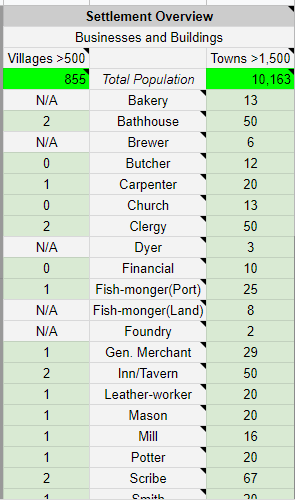 Settlement Overview
Businesses and Buildings
Villages >500 Towns >1,500
855 Total Population 10,163
N/A Bakery 13
2 Bathhouse 50
N/A Brewer 6
0 Butcher 12
1 Carpenter 20
0 Church 13
2 Clergy 50
N/A Dyer 3
0 Financial 10
1 Fish-monger(Port) 25
N/A Fish-monger(Land) 8
N/A Foundry 2
1 Gen. Merchant 29
2 Inn/Tavern 50
1 Leather-worker 20
1 Mason 20
1 Mill 16
1 Potter 20
2 Scribe 67
1 Smith 20